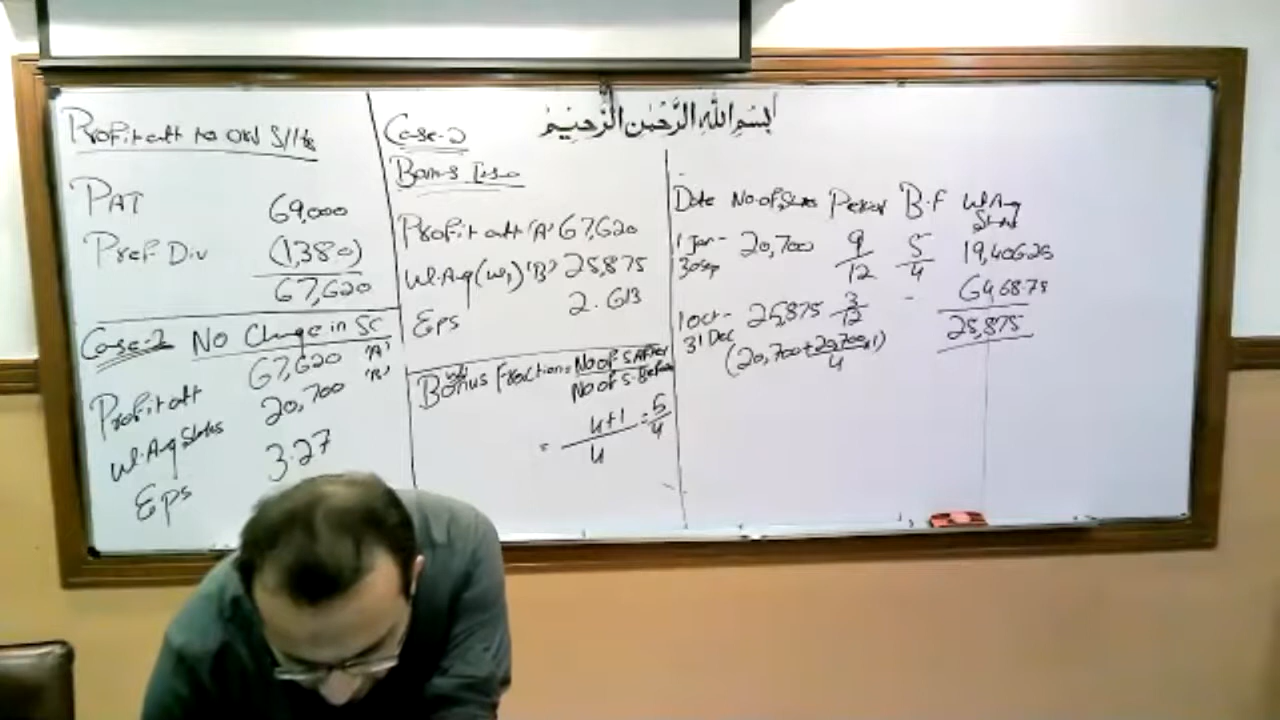 بسم الله الرحمن الرحيم
Profit att to Ord S/Hs
PAT 69,000
Pref. Div (1,380)
67,620
Case-1 No Change in SC
Profit att 67,620 'A'
Wt. Avg Shares 20,700 'B'
Eps 3.27
Case-2
Bonus Issue
Profit att 'A' 67,620
Wt. Avg (W1) 'B' 25,875
Eps 2.613
Bonus Fraction = No of S. After
No of S. Before
= 4+1 = 5
4 4
Date No. of Shares Period B.F Wt. Avg
Shares
1 Jan - 20,700 9 5 19,406.25
30 Sep 12 4
1 Oct - 25,875 3 - 6468.75
31 Dec 12
(20,700 + 20,700 x 1) 25,875
4